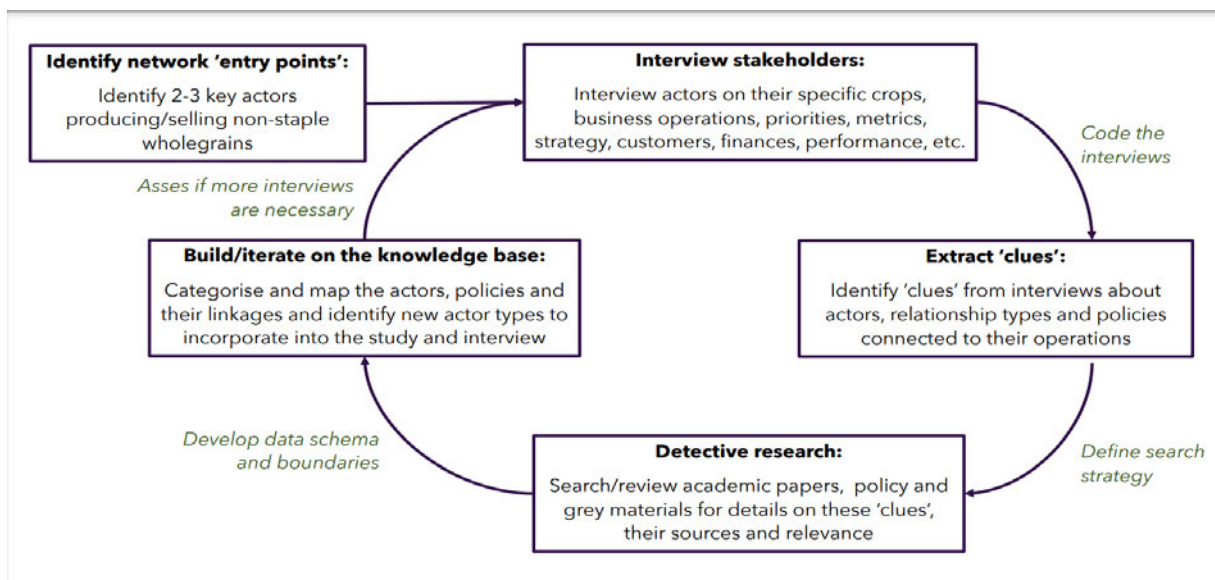 Identify network ‘entry points’:
Identify 2-3 key actors
producing/selling non-staple
wholegrains
Interview stakeholders:
Interview actors on their specific crops,
business operations, priorities, metrics,
strategy, customers, finances, performance, etc.
Code the
interviews
Asses if more interviews
are necessary
Build/iterate on the knowledge base:
Categorise and map the actors, policies and
their linkages and identify new actor types to
incorporate into the study and interview
Extract ‘clues’:
Identify ‘clues’ from interviews about
actors, relationship types and policies
connected to their operations
Develop data schema
and boundaries
Detective research:
Search/review academic papers, policy and
grey materials for details on these ‘clues’,
their sources and relevance
Define search
strategy